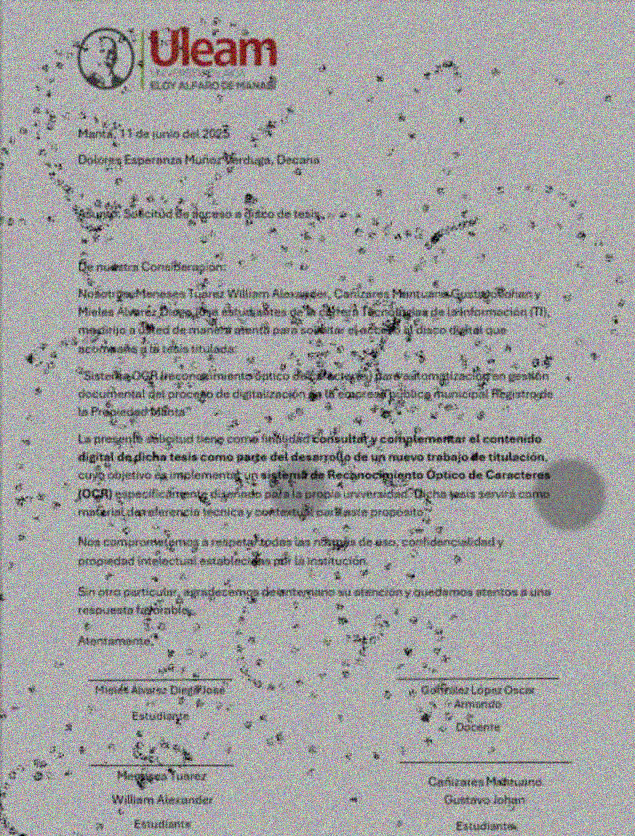 Uleam
ELOY ALFARO DE MANABÍ
Manta, 11 de junio del 2025
Dolores Esperanza Muñoz Verduga, Decana
Asunto: Solicitud de acceso a disco de tesis
De nuestra Consideración:
Nosotros, Meneses Tuarez William Alexander, Cañizares Mantuano Gustavo Johan y
Mieles Álvarez Diego José estudiantes de la carrera Tecnologías de la Información (TI),
me dirijo a usted de manera atenta para solicitar el acceso al disco digital que
acompaña a la tesis titulada:
"Sistema OCR (reconocimiento óptico de caracteres) para automatización en gestión
documental del proceso de digitalización en la empresa pública municipal Registro de
la Propiedad Manta"
La presente solicitud tiene como finalidad consultar y complementar el contenido
digital de dicha tesis como parte del desarrollo de un nuevo trabajo de titulación,
cuyo objetivo es implementar un sistema de Reconocimiento Óptico de Caracteres
(OCR) específicamente diseñado para la propia universidad. Dicha tesis servirá como
material de referencia técnica y contextual para este propósito.
Nos comprometemos a respetar todas las normas de uso, confidencialidad y
propiedad intelectual establecidas por la institución.
Sin otro particular, agradecemos de antemano su atención y quedamos atentos a una
respuesta favorable.
Atentamente,
Mieles Álvarez Diego José
Estudiante
González López Oscar
Armando
Docente
Meneses Tuarez
William Alexander
Estudiante
Cañizares Mantuano
Gustavo Johan
Estudiante